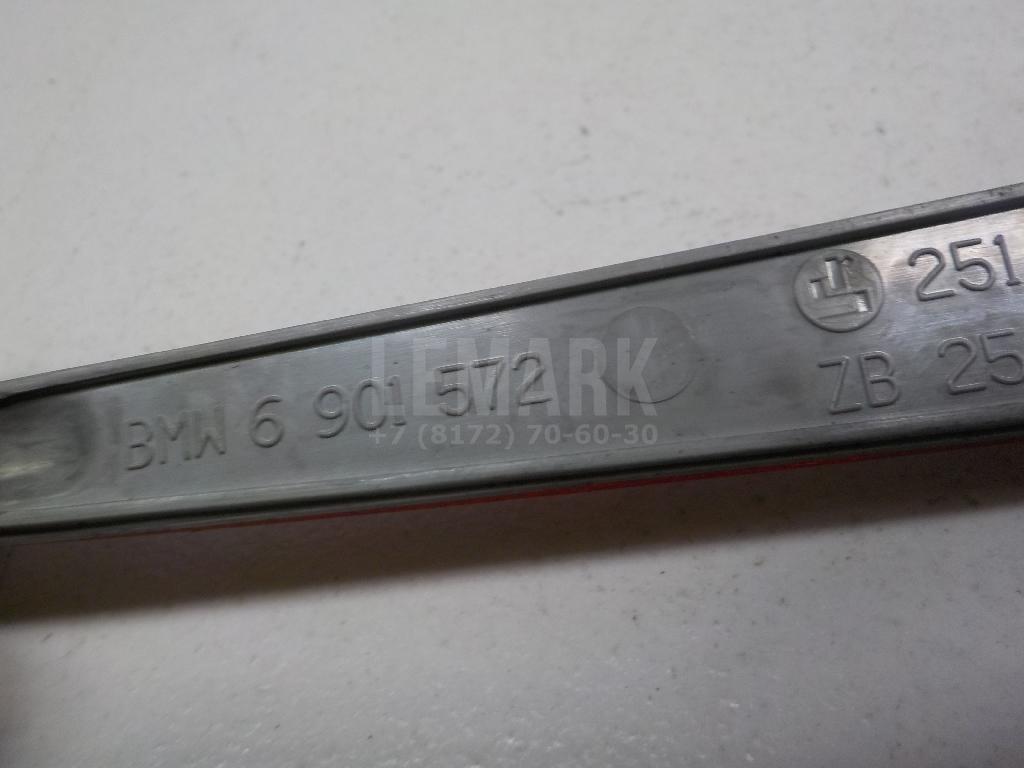 251
BMW 6 901 572
ZB 25
LEMARK
+7 (8172) 70-60-30